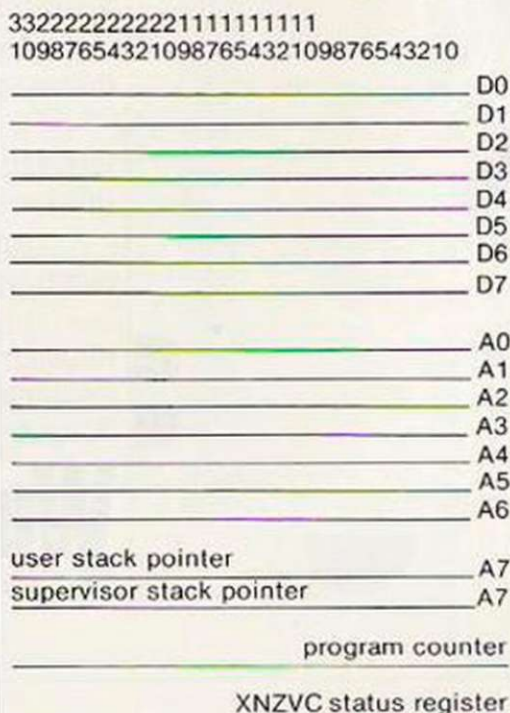 3322222222221111111111
10987654321098765432109876543210
D0
D1
D2
D3
D4
D5
D6
D7
A0
A1
A2
A3
A4
A5
A6
user stack pointer A7
supervisor stack pointer A7
program counter
XNZVC status register